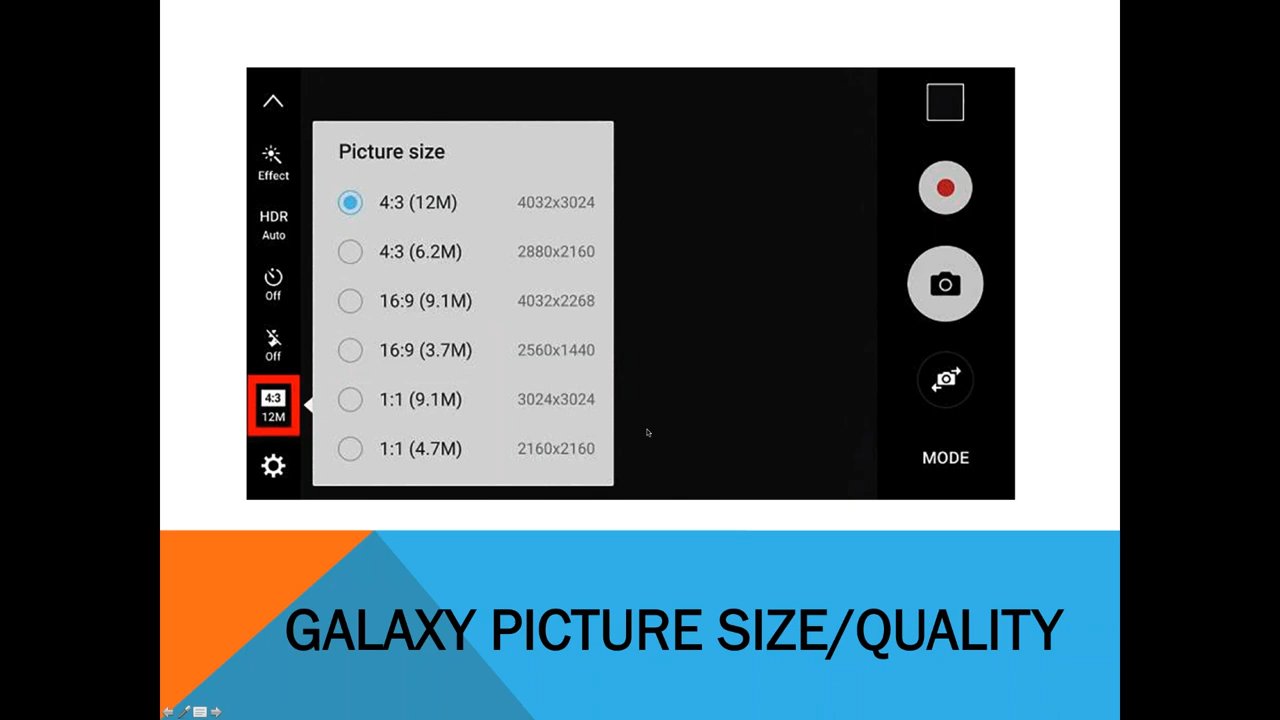 Effect
HDR
Auto
Off
Off
4:3
12M
Picture size
4:3 (12M) 4032x3024
4:3 (6.2M) 2880x2160
16:9 (9.1M) 4032x2268
16:9 (3.7M) 2560x1440
1:1 (9.1M) 3024x3024
1:1 (4.7M) 2160x2160
MODE
GALAXY PICTURE SIZE/QUALITY